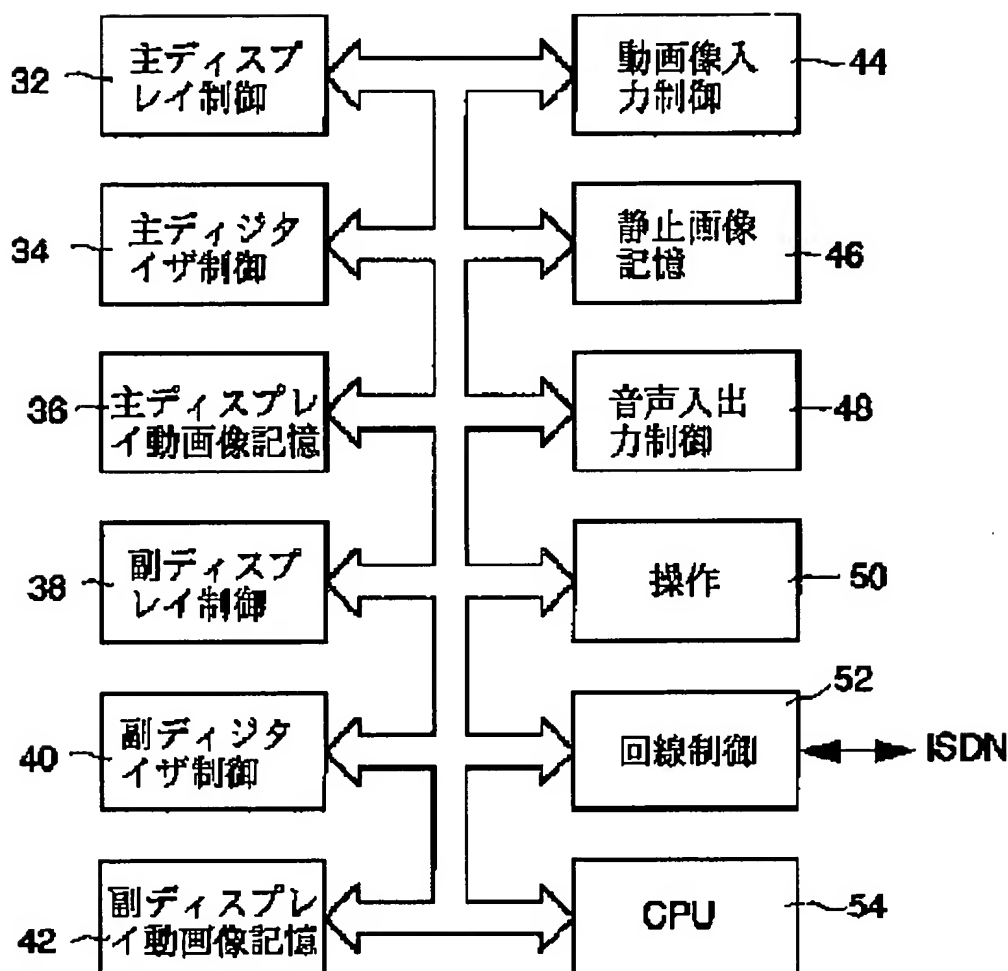 32
主ディスプ
レイ制御
動画像入
力制御
44
34
主ディジタ
イザ制御
静止画像
記憶
46
36
主ディスプレ
イ動画像記憶
音声入出
力制御
48
38
副ディスプ
レイ制御
操作
50
40
副ディジタ
イザ制御
52
回線制御
ISDN
42
副ディスプレ
イ動画像記憶
CPU
54